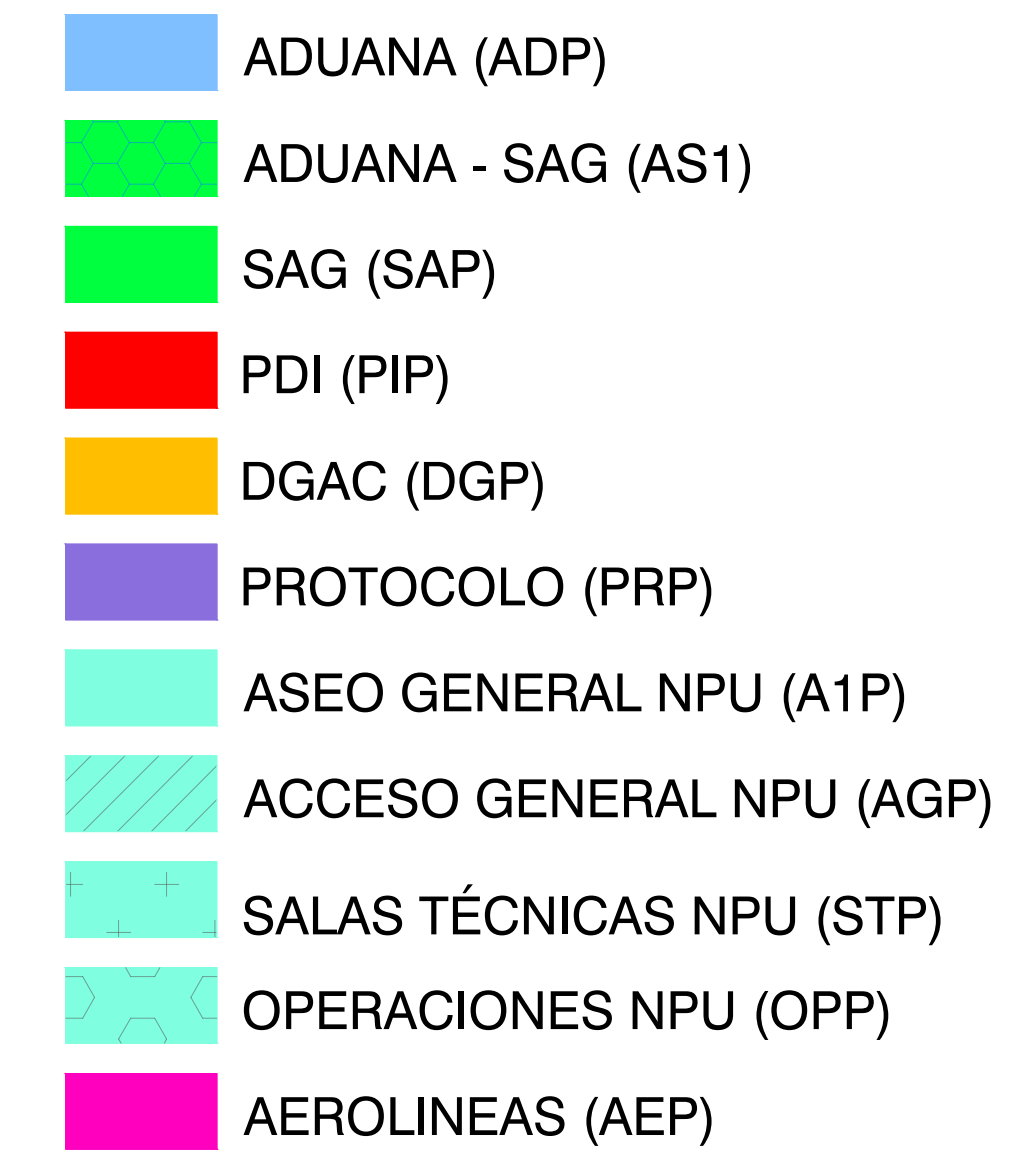 ADUANA (ADP)
ADUANA - SAG (AS1)
SAG (SAP)
PDI (PIP)
DGAC (DGP)
PROTOCOLO (PRP)
ASEO GENERAL NPU (A1P)
ACCESO GENERAL NPU (AGP)
SALAS TÉCNICAS NPU (STP)
OPERACIONES NPU (OPP)
AEROLINEAS (AEP)